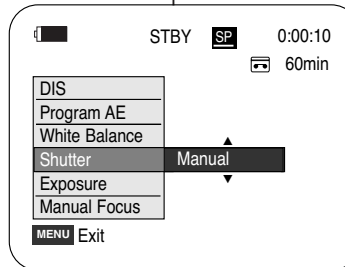 STBY SP 0:00:10
60min
DIS
Program AE
White Balance
Shutter Manual
Exposure
Manual Focus
MENU Exit